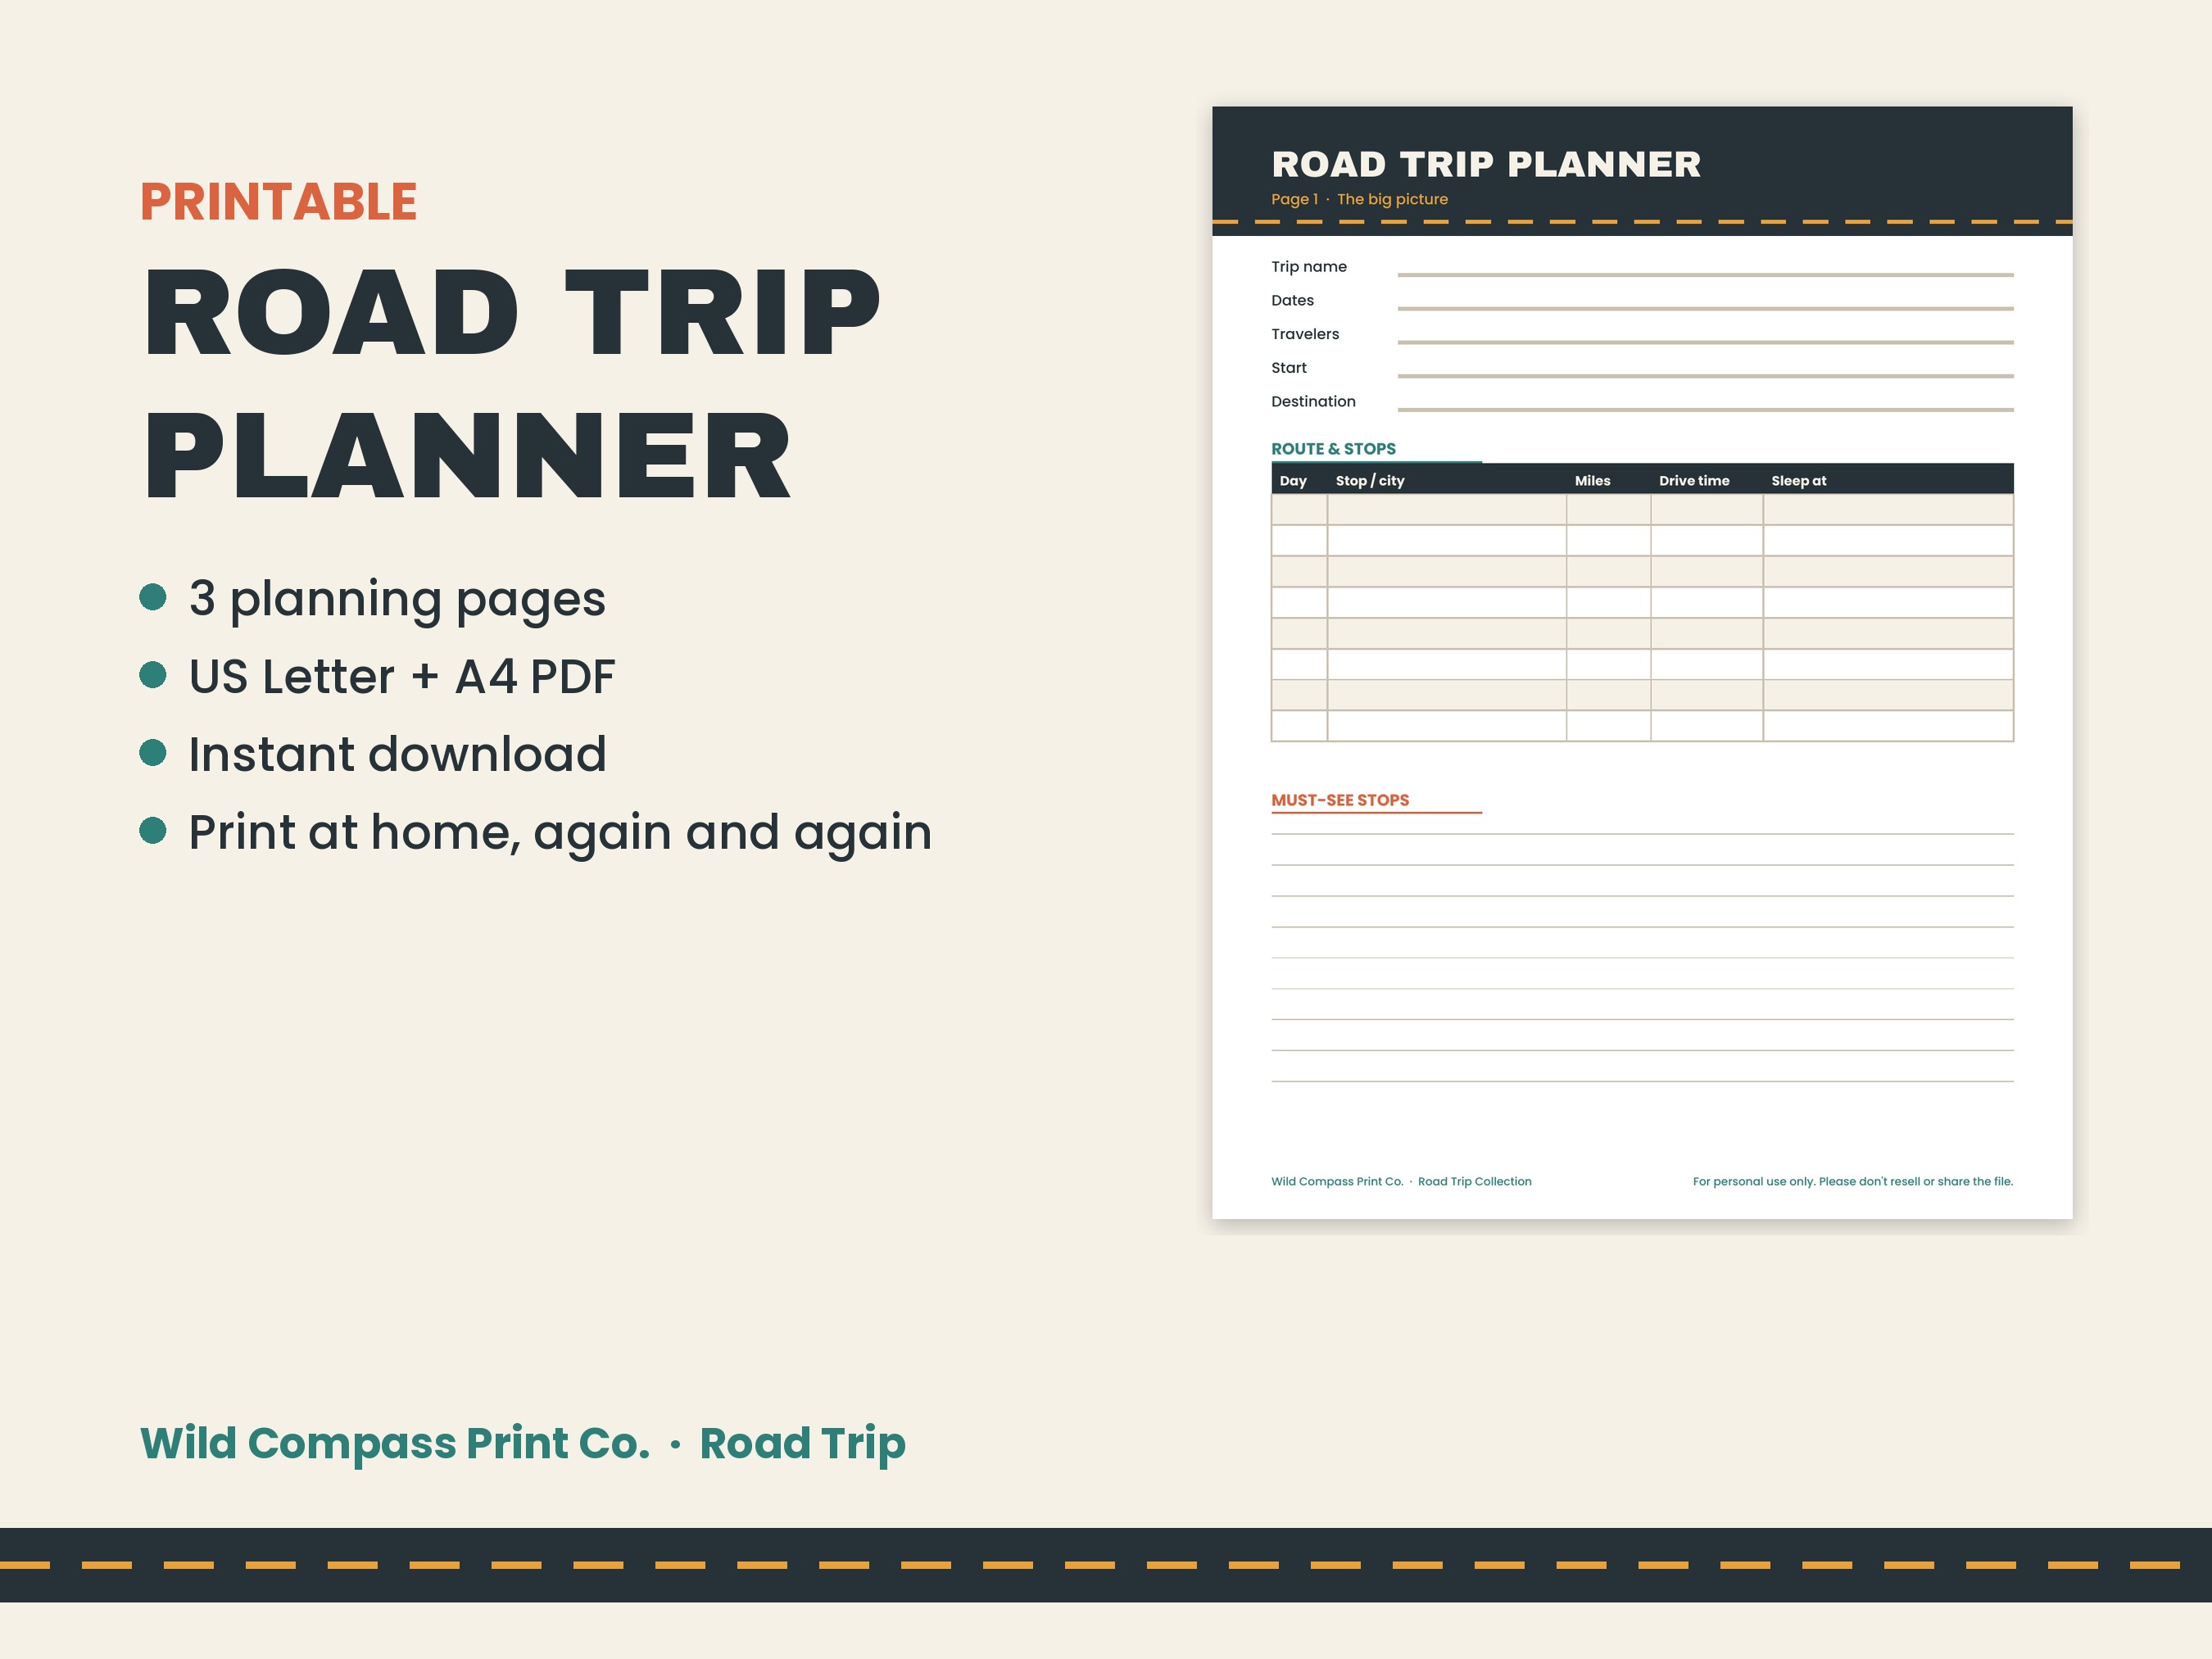 PRINTABLE
ROAD TRIP
PLANNER
3 planning pages
US Letter + A4 PDF
Instant download
Print at home, again and again
Wild Compass Print Co. · Road Trip
ROAD TRIP PLANNER
Page 1 · The big picture
Trip name
Dates
Travelers
Start
Destination
ROUTE & STOPS
Day Stop / city Miles Drive time Sleep at
MUST-SEE STOPS
Wild Compass Print Co. · Road Trip Collection
For personal use only. Please don't resell or share the file.